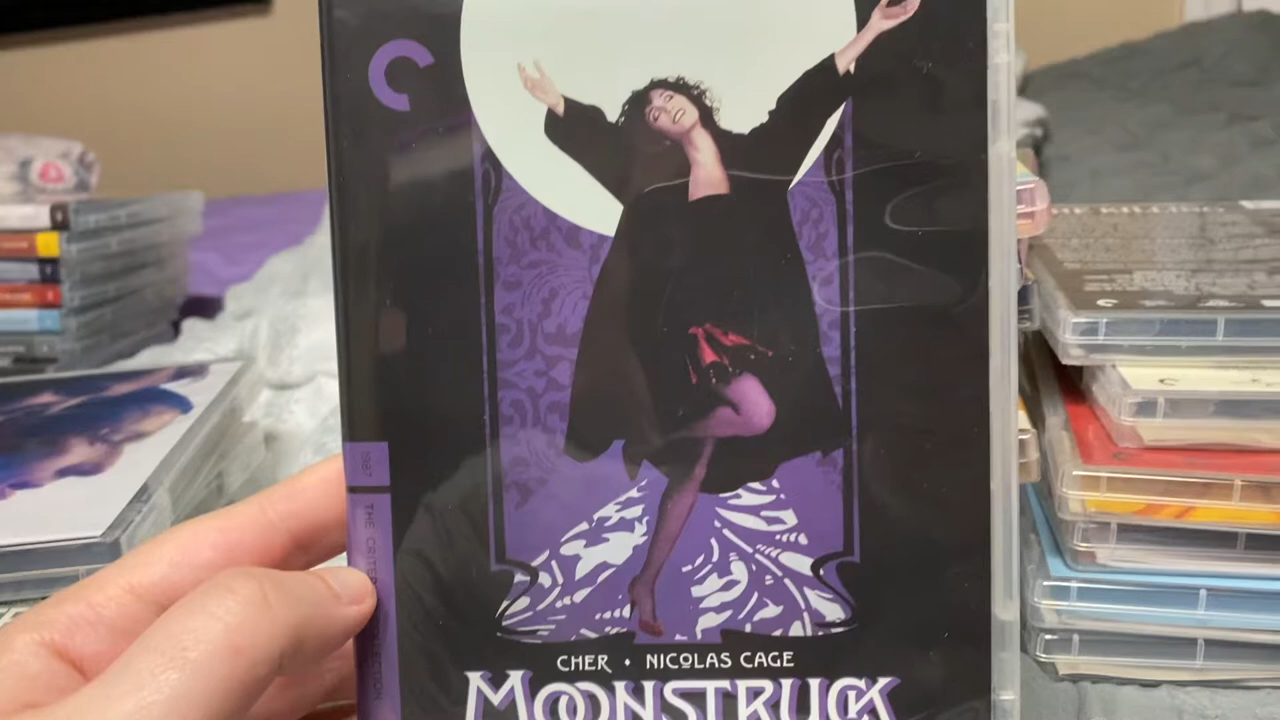 1987
THE CRITERION COLLECTION
CHER • NICOLAS CAGE
MOONSTRUCK